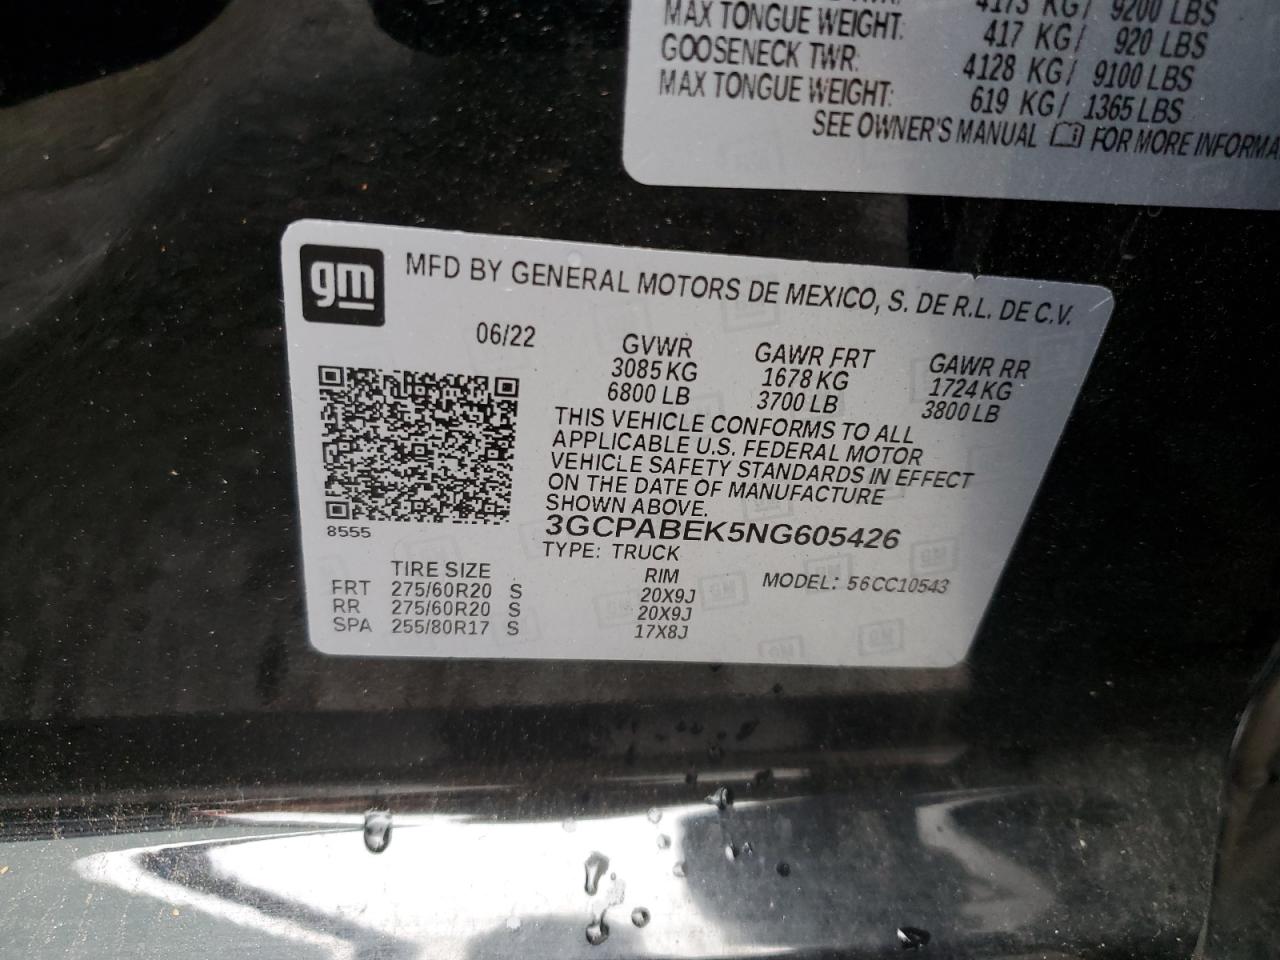 4173 KG/ 9200 LBS
MAX TONGUE WEIGHT: 417 KG/ 920 LBS
GOOSENECK TWR: 4128 KG/ 9100 LBS
MAX TONGUE WEIGHT: 619 KG/ 1365 LBS
SEE OWNER'S MANUAL FOR MORE INFORMA
gm
MFD BY GENERAL MOTORS DE MEXICO, S. DE R.L. DE C.V.
06/22
GVWR GAWR FRT GAWR RR
3085 KG 1678 KG 1724 KG
6800 LB 3700 LB 3800 LB
THIS VEHICLE CONFORMS TO ALL
APPLICABLE U.S. FEDERAL MOTOR
VEHICLE SAFETY STANDARDS IN EFFECT
ON THE DATE OF MANUFACTURE
SHOWN ABOVE.
8555
3GCPABEK5NG605426
TYPE: TRUCK
MODEL: 56CC10543
TIRE SIZE RIM
FRT 275/60R20 S 20X9J
RR 275/60R20 S 20X9J
SPA 255/80R17 S 17X8J